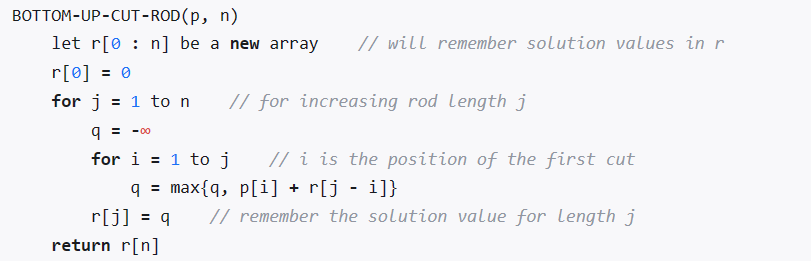 BOTTOM-UP-CUT-ROD(p, n)
let r[0 : n] be a new array // will remember solution values in r
r[0] = 0
for j = 1 to n // for increasing rod length j
q = -∞
for i = 1 to j // i is the position of the first cut
q = max{q, p[i] + r[j - i]}
r[j] = q // remember the solution value for length j
return r[n]